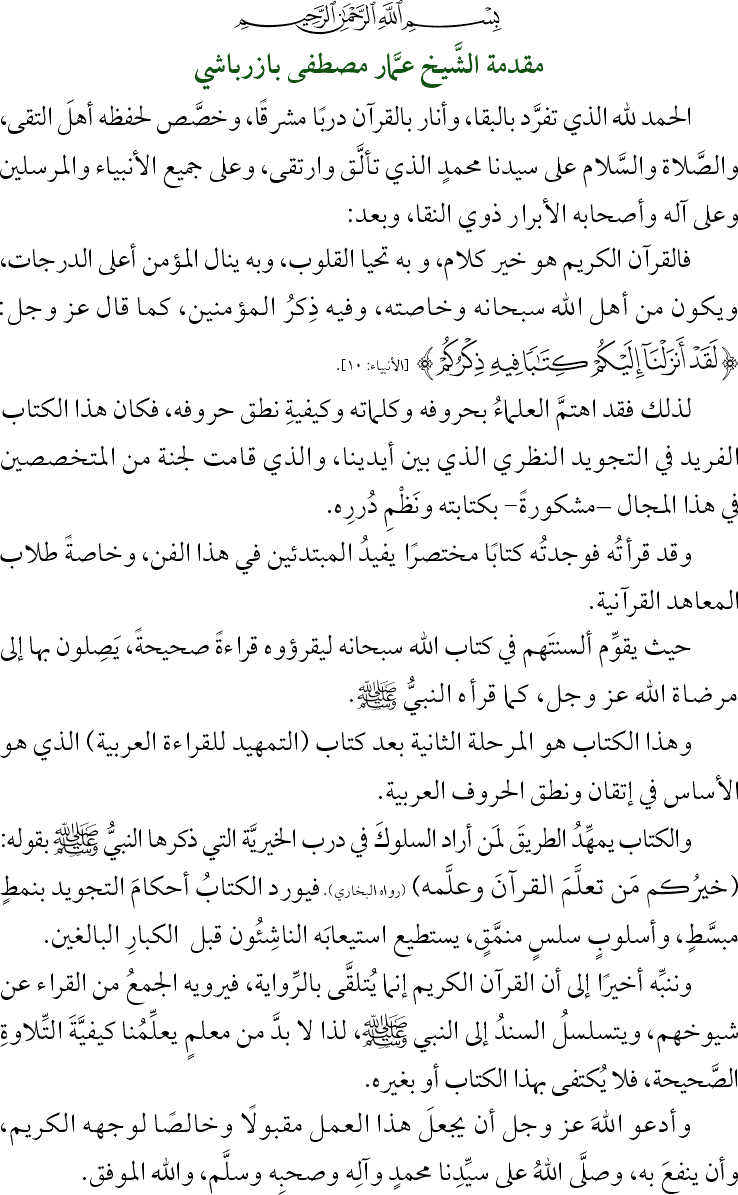 بِسْمِ اللَّهِ الرَّحْمَٰنِ الرَّحِيمِ
مقدمة الشَّيخ عمَّار مصطفى بازرباشي
الحمد لله الذي تفرَّد بالبقا، وأنار بالقرآن دربًا مشرقًا، وخصَّص لحفظه أهلَ التقى،
والصَّلاة والسَّلام على سيدنا محمدٍ الذي تألَّق وارتقى، وعلى جميع الأنبياء والمرسلين
وعلى آله وأصحابه الأبرار ذوي النقا، وبعد:
فالقرآن الكريم هو خير كلام، و به تحيا القلوب، وبه ينال المؤمن أعلى الدرجات،
ويكون من أهل الله سبحانه وخاصته، وفيه ذِكرُ المؤمنين، كما قال عز وجل:
﴿لَقَدْ أَنزَلْنَآ إِلَيْكُمْ كِتَٰبًا فِيهِ ذِكْرُكُمْ﴾ [الأنبياء: ١٠].
لذلك فقد اهتمَّ العلماءُ بحروفه وكلماته وكيفيةِ نطق حروفه، فكان هذا الكتاب
الفريد في التجويد النظري الذي بين أيدينا، والذي قامت لجنة من المتخصصين
في هذا المجال –مشكورةً– بكتابته ونَظْمِ دُررِه.
وقد قرأتُه فوجدتُه كتابًا مختصرًا يفيدُ المبتدئين في هذا الفن، وخاصةً طلاب
المعاهد القرآنية.
حيث يقوِّم ألسنتَهم في كتاب الله سبحانه ليقرؤوه قراءةً صحيحةً، يَصِلون بها إلى
مرضاة الله عز وجل، كما قرأه النبيُّ ﷺ.
وهذا الكتاب هو المرحلة الثانية بعد كتاب (التمهيد للقراءة العربية) الذي هو
الأساس في إتقان ونطق الحروف العربية.
والكتاب يمهِّدُ الطريقَ لمَن أراد السلوكَ في درب الخيريَّة التي ذكرها النبيُّ ﷺ بقوله:
(خيرُكم مَن تعلَّمَ القرآنَ وعلَّمه) (رواه البخاري). فيورد الكتابُ أحكامَ التجويد بنمطٍ
مبسَّطٍ، وأسلوبٍ سلسٍ منمَّقٍ، يستطيع استيعابَه الناشِئُون قبل الكبارِ البالغين.
وننبِّه أخيرًا إلى أن القرآن الكريم إنما يُتلقَّى بالرِّواية، فيرويه الجمعُ من القراء عن
شيوخهم، ويتسلسلُ السندُ إلى النبي ﷺ، لذا لا بدَّ من معلمٍ يعلِّمُنا كيفيَّةَ التِّلاوةِ
الصَّحيحة، فلا يُكتفى بهذا الكتاب أو بغيره.
وأدعو اللهَ عز وجل أن يجعلَ هذا العمل مقبولًا وخالصًا لوجهه الكريم،
وأن ينفعَ به، وصلَّى اللهُ على سيِّدِنا محمدٍ وآلِه وصحبِه وسلَّم، والله الموفق.